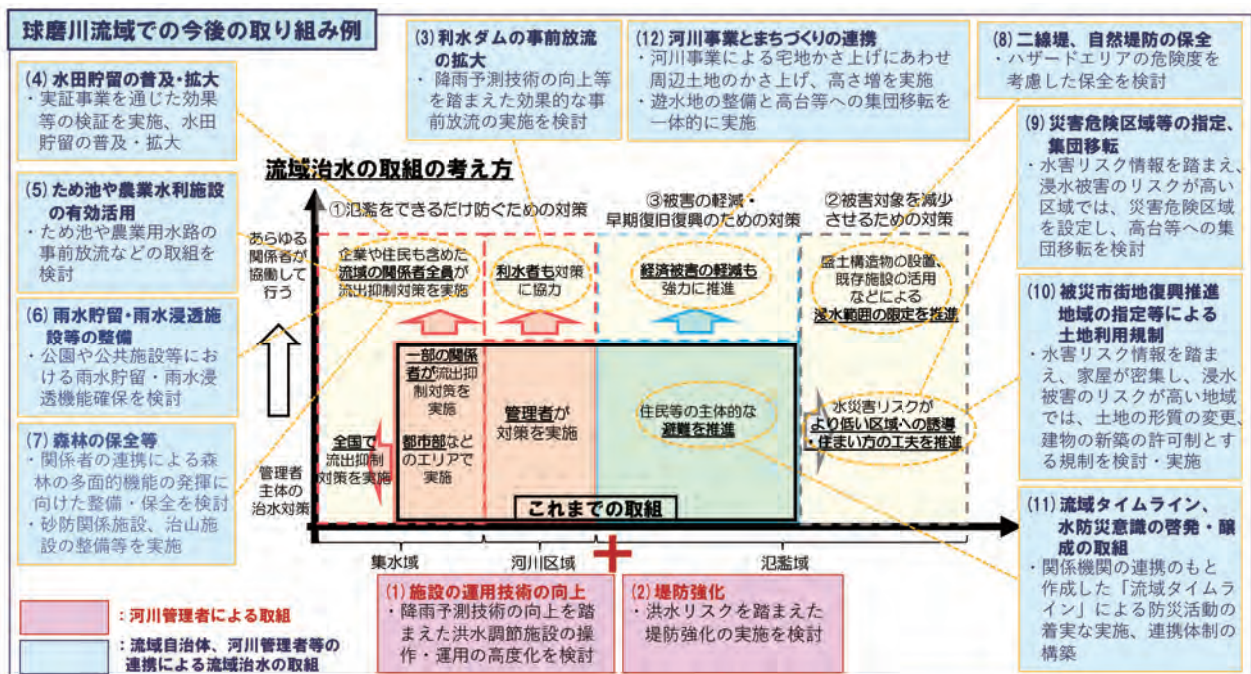 球磨川流域での今後の取り組み例
(4) 水田貯留の普及・拡大
・実証事業を通じた効果
等の検証を実施、水田
貯留の普及・拡大
(5) ため池や農業水利施設
の有効活用
・ため池や農業用水路の
事前放流などの取組を
検討
(6) 雨水貯留・雨水浸透施
設等の整備
・公園や公共施設等にお
ける雨水貯留・雨水浸
透機能確保を検討
(7) 森林の保全等
・関係者の連携による森
林の多面的機能の発揮に
向けた整備・保全を検討
・砂防関係施設、治山施
設の整備等を実施
(3) 利水ダムの事前放流
の拡大
・降雨予測技術の向上等
を踏まえた効果的な事
前放流の実施を検討
(12) 河川事業とまちづくりの連携
・河川事業による宅地かさ上げにあわせ
周辺土地のかさ上げ、高さ増を実施
・遊水地の整備と高台等への集団移転を
一体的に実施
(8) 二線堤、自然堤防の保全
・ハザードエリアの危険度を
考慮した保全を検討
(9) 災害危険区域等の指定、
集団移転
・水害リスク情報を踏まえ、
浸水被害のリスクが高い
区域では、災害危険区域
を設定し、高台等への集
団移転を検討
(10) 被災市街地復興推進
地域の指定等による
土地利用規制
・水害リスク情報を踏ま
え、家屋が密集し、浸水
被害のリスクが高い地域
では、土地の形質の変更、
建物の新築の許可制とす
る規制を検討・実施
(11) 流域タイムライン、
水防災意識の啓発・醸
成の取組
・関係機関の連携のもと
作成した「流域タイムラ
イン」による防災活動の
着実な実施、連携体制の
構築
流域治水の取組の考え方
①氾濫をできるだけ防ぐための対策
③被害の軽減・
早期復旧復興のための対策
②被害対象を減少
させるための対策
あらゆる
関係者が
協働して
行う
企業や住民も含めた
流域の関係者全員が
流出抑制対策を実施
利水者も対策
に協力
経済被害の軽減も
強力に推進
盛土構造物の設置、
既存施設の活用
などによる
浸水範囲の限定を推進
一部の関係
者が流出抑
制対策を
実施
都市部など
のエリアで
実施
全国で
流出抑制
対策を実施
管理者が
対策を実施
住民等の主体的な
避難を推進
水災害リスクが
より低い区域への誘導
・住まい方の工夫を推進
管理者
主体の
治水対策
これまでの取組
集水域
河川区域
氾濫域
(1) 施設の運用技術の向上
・降雨予測技術の向上を踏
まえた洪水調節施設の操
作・運用の高度化を検討
(2) 堤防強化
・洪水リスクを踏まえた
堤防強化の実施を検討
：河川管理者による取組
：流域自治体、河川管理者等の
連携による流域治水の取組